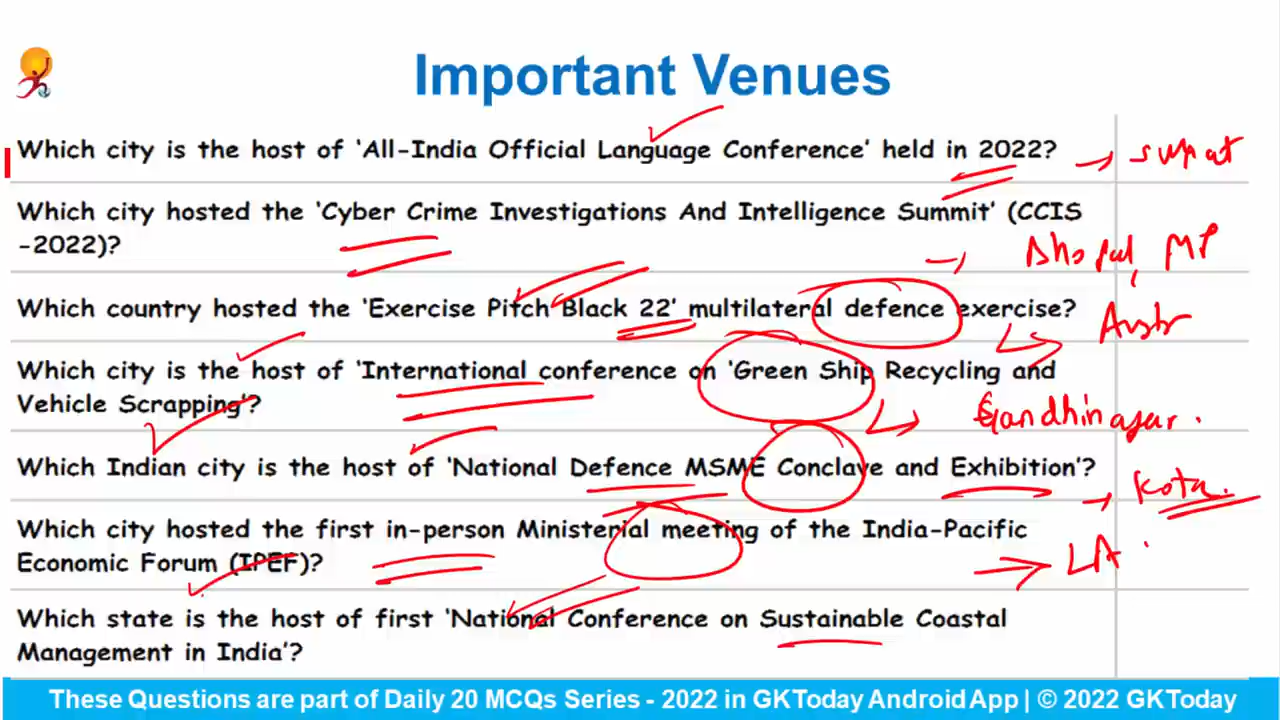 Important Venues
Which city is the host of ‘All-India Official Language Conference’ held in 2022?
→ surat
Which city hosted the ‘Cyber Crime Investigations And Intelligence Summit’ (CCIS
-2022)?
→ Bhopal, MP
Which country hosted the ‘Exercise Pitch Black 22’ multilateral defence exercise?
Austr
Which city is the host of ‘International conference on ‘Green Ship Recycling and
Vehicle Scrapping’?
Gandhinagar.
Which Indian city is the host of ‘National Defence MSME Conclave and Exhibition’?
→ Kota.
Which city hosted the first in-person Ministerial meeting of the India-Pacific
Economic Forum (IPEF)?
→ LA
Which state is the host of first ‘National Conference on Sustainable Coastal
Management in India’?
These Questions are part of Daily 20 MCQs Series - 2022 in GKToday Android App | © 2022 GKToday